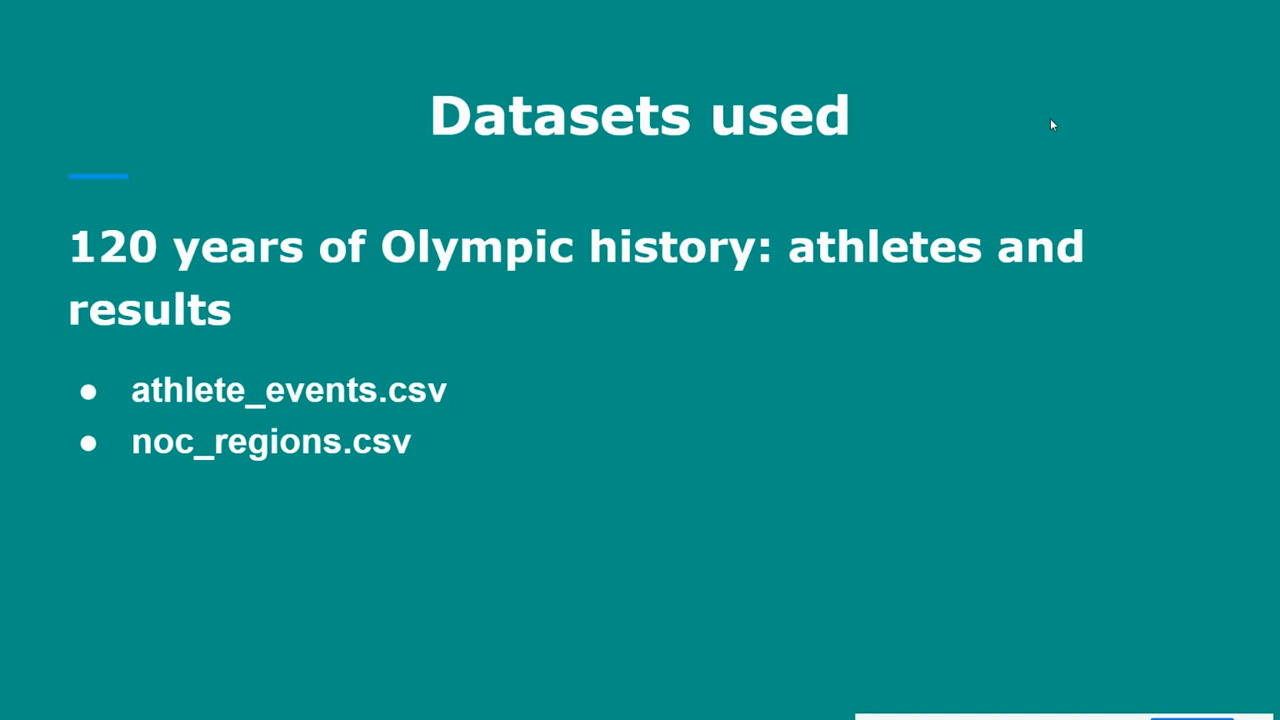 Datasets used
120 years of Olympic history: athletes and
results
● athlete_events.csv
● noc_regions.csv